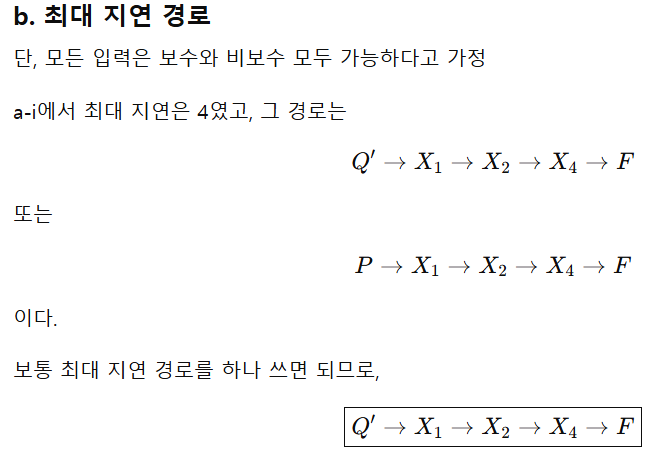 b. 최대 지연 경로
단, 모든 입력은 보수와 비보수 모두 가능하다고 가정
a-i에서 최대 지연은 4였고, 그 경로는
Q′ → X₁ → X₂ → X₄ → F
또는
P → X₁ → X₂ → X₄ → F
이다.
보통 최대 지연 경로를 하나 쓰면 되므로,
Q′ → X₁ → X₂ → X₄ → F